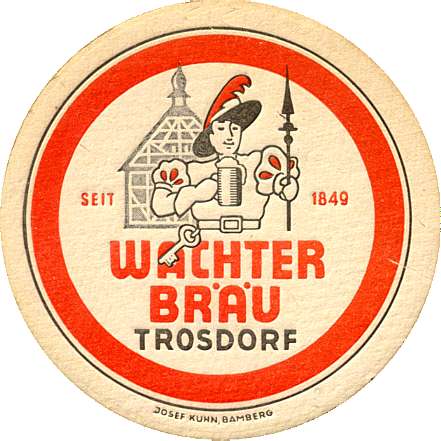 SEIT 1849
WACHTER
BRÄU
TROSDORF
JOSEF KUHN, BAMBERG